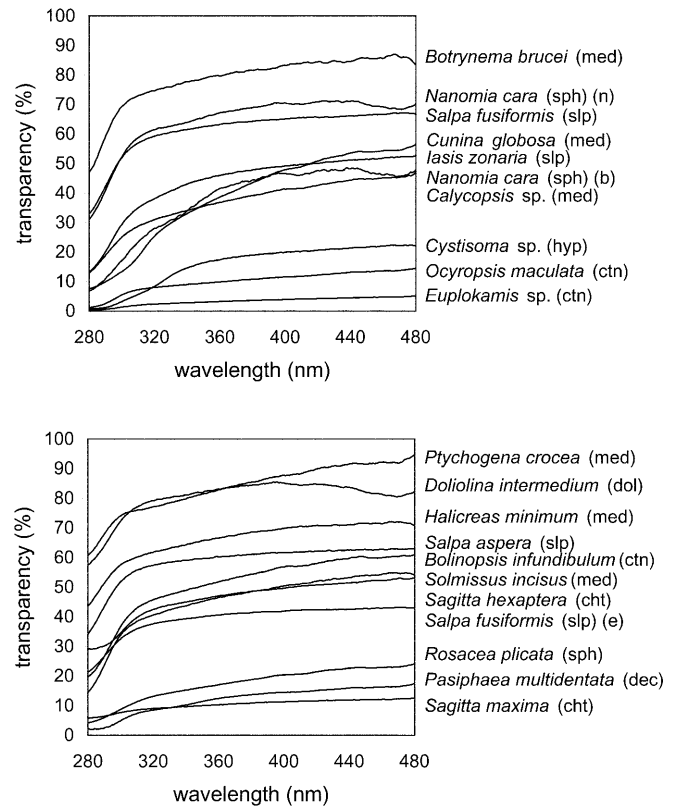 100
90
80
70
60
50
40
30
20
10
0
transparency (%)
280 320 360 400 440 480
wavelength (nm)
Botrynema brucei (med)
Nanomia cara (sph) (n)
Salpa fusiformis (slp)
Cunina globosa (med)
Iasis zonaria (slp)
Nanomia cara (sph) (b)
Calycopsis sp. (med)
Cystisoma sp. (hyp)
Ocyropsis maculata (ctn)
Euplokamis sp. (ctn)
100
90
80
70
60
50
40
30
20
10
0
transparency (%)
280 320 360 400 440 480
wavelength (nm)
Ptychogena crocea (med)
Doliolina intermedium (dol)
Halicreas minimum (med)
Salpa aspera (slp)
Bolinopsis infundibulum (ctn)
Solmissus incisus (med)
Sagitta hexaptera (cht)
Salpa fusiformis (slp) (e)
Rosacea plicata (sph)
Pasiphaea multidentata (dec)
Sagitta maxima (cht)